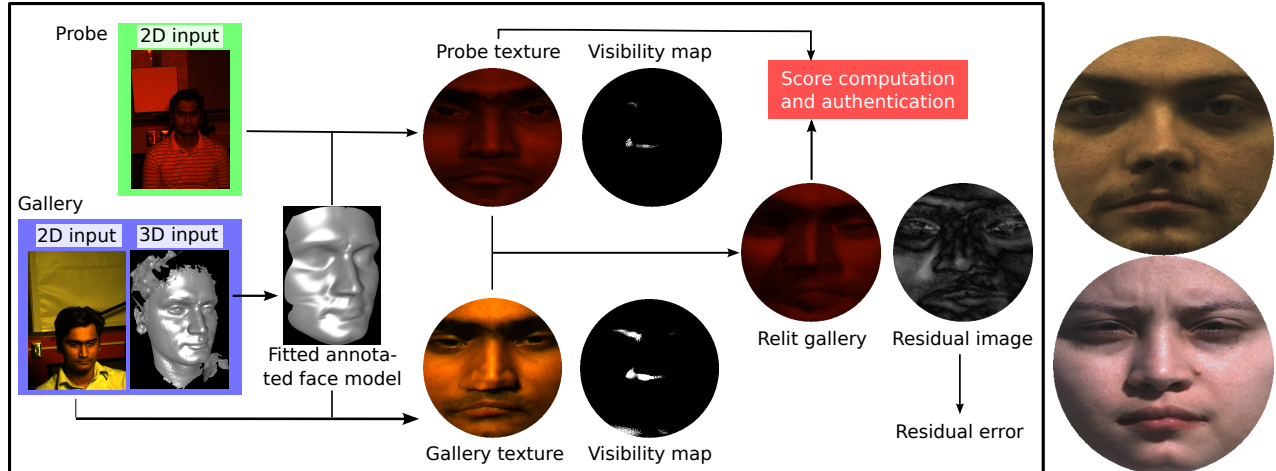 Probe
2D input
Gallery
2D input
3D input
Fitted annota-
ted face model
Probe texture
Visibility map
Gallery texture
Visibility map
Score computation
and authentication
Relit gallery
Residual image
Residual error